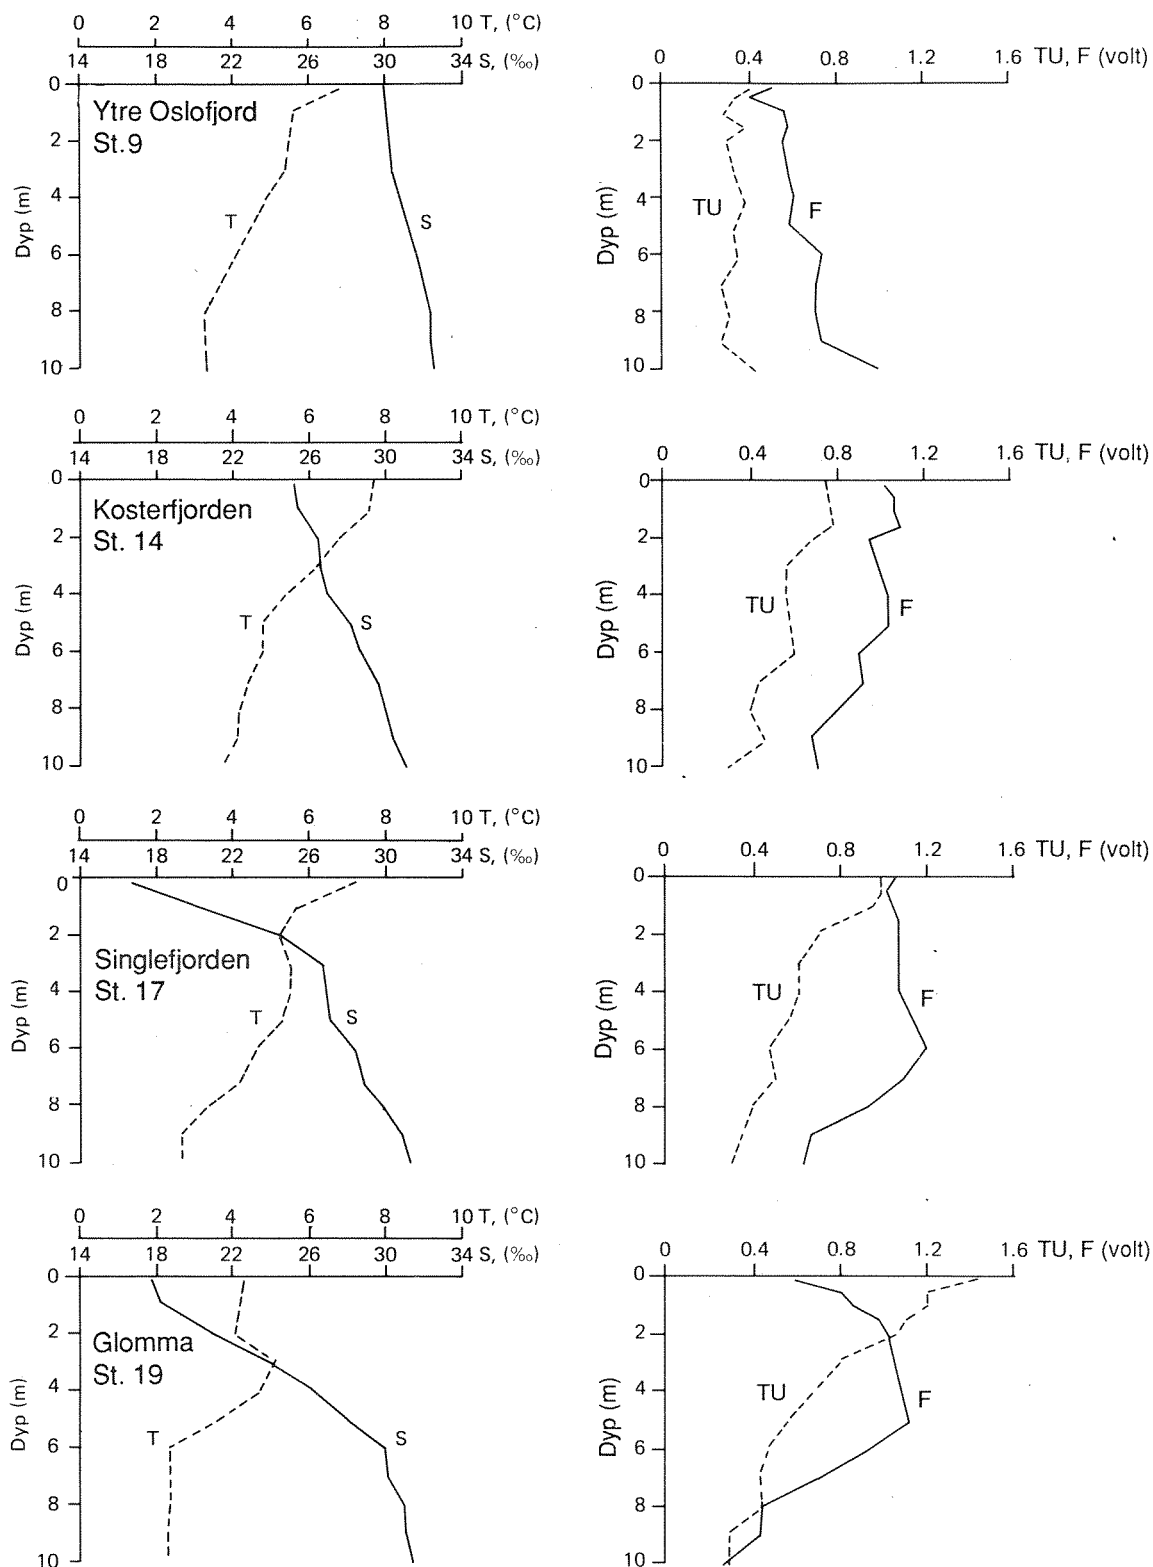 0 2 4 6 8 10 T, (°C)
14 18 22 26 30 34 S, (‰)
0 0.4 0.8 1.2 1.6 TU, F (volt)
0
2
4
6
8
10
Dyp (m)
Ytre Oslofjord
St.9
T S
0
2
4
6
8
10
Dyp (m)
TU F
0 2 4 6 8 10 T, (°C)
14 18 22 26 30 34 S, (‰)
0 0.4 0.8 1.2 1.6 TU, F (volt)
0
2
4
6
8
10
Dyp (m)
Kosterfjorden
St. 14
T S
0
2
4
6
8
10
Dyp (m)
TU F
0 2 4 6 8 10 T, (°C)
14 18 22 26 30 34 S, (‰)
0 0.4 0.8 1.2 1.6 TU, F (volt)
0
2
4
6
8
10
Dyp (m)
Singlefjorden
St. 17
T S
0
2
4
6
8
10
Dyp (m)
TU F
0 2 4 6 8 10 T, (°C)
14 18 22 26 30 34 S, (‰)
0 0.4 0.8 1.2 1.6 TU, F (volt)
0
2
4
6
8
10
Dyp (m)
Glomma
St. 19
T S
0
2
4
6
8
10
Dyp (m)
TU F